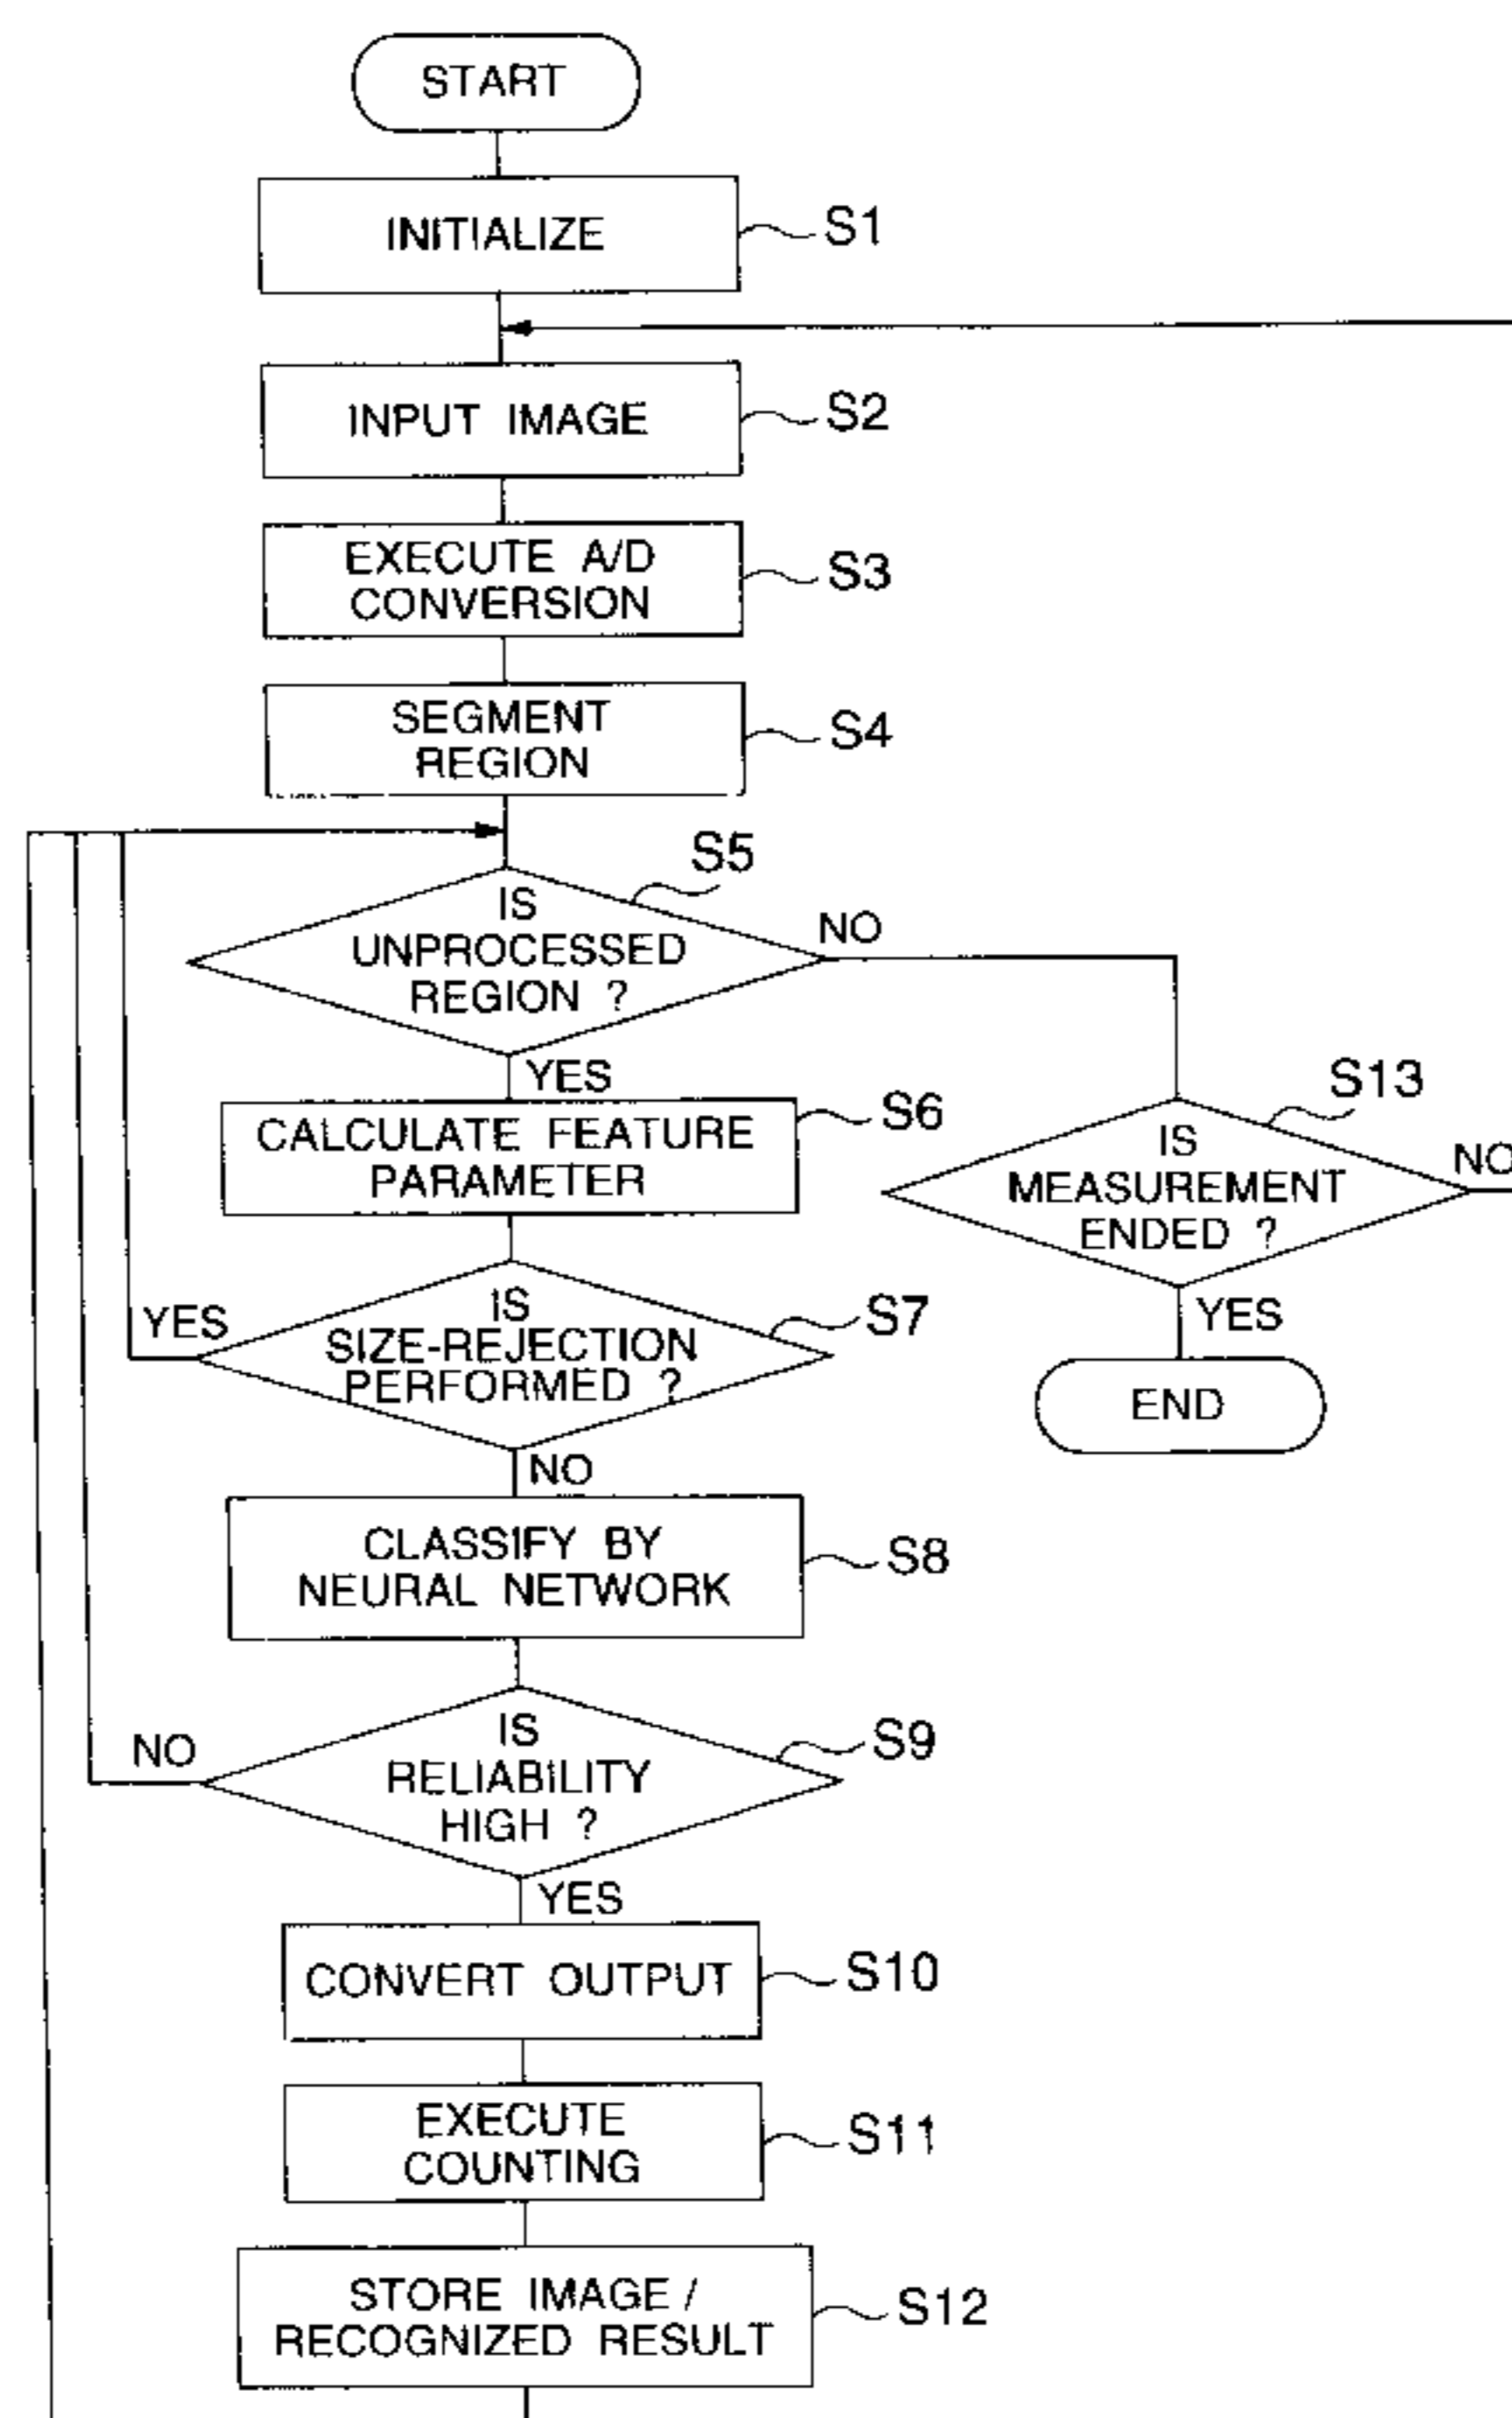 START
INITIALIZE
S1
INPUT IMAGE
S2
EXECUTE A/D
CONVERSION
S3
SEGMENT
REGION
S4
S5
IS
UNPROCESSED
REGION ?
NO
YES
CALCULATE FEATURE
PARAMETER
S6
S13
IS
MEASUREMENT
ENDED ?
NO
YES
END
IS
SIZE-REJECTION
PERFORMED ?
S7
YES
NO
CLASSIFY BY
NEURAL NETWORK
S8
IS
RELIABILITY
HIGH ?
S9
NO
YES
CONVERT OUTPUT
S10
EXECUTE
COUNTING
S11
STORE IMAGE /
RECOGNIZED RESULT
S12